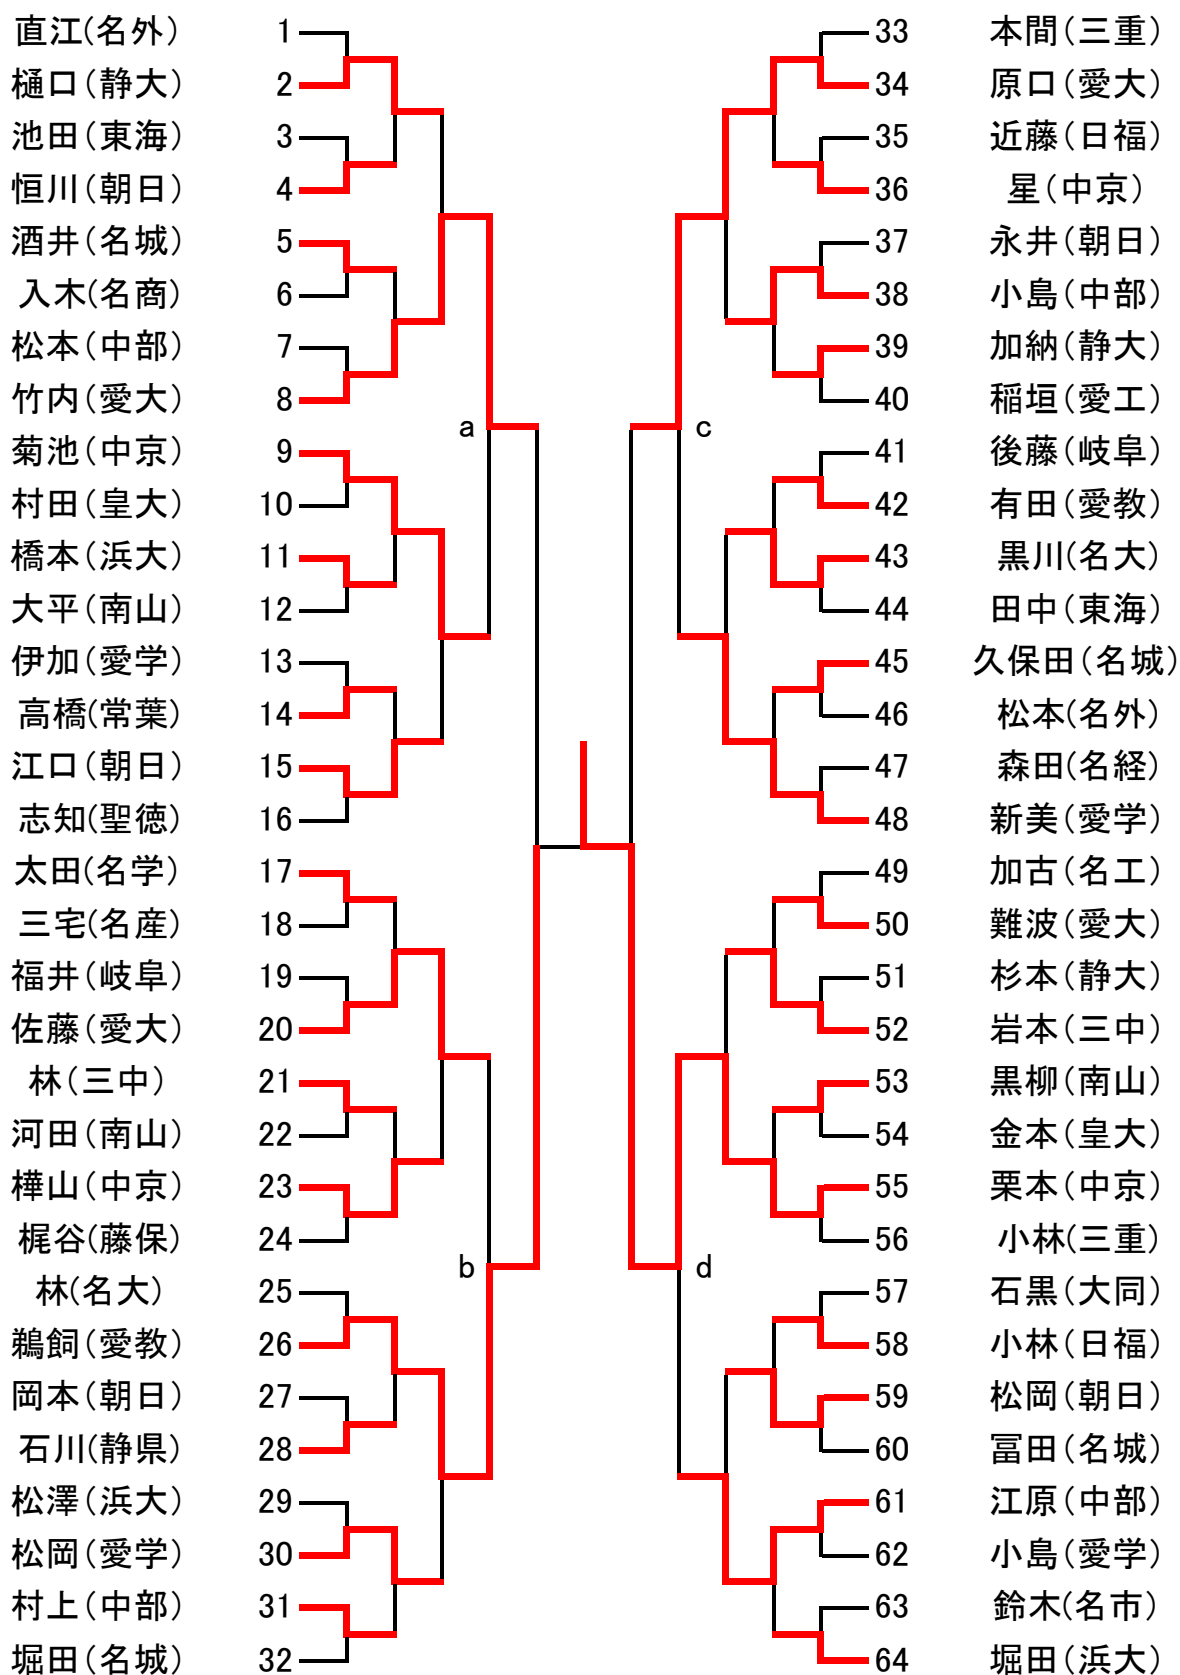 直江(名外) 1
樋口(静大) 2
池田(東海) 3
恒川(朝日) 4
酒井(名城) 5
入木(名商) 6
松本(中部) 7
竹内(愛大) 8
菊池(中京) 9
村田(皇大) 10
橋本(浜大) 11
大平(南山) 12
伊加(愛学) 13
高橋(常葉) 14
江口(朝日) 15
志知(聖徳) 16
太田(名学) 17
三宅(名産) 18
福井(岐阜) 19
佐藤(愛大) 20
林(三中) 21
河田(南山) 22
樺山(中京) 23
梶谷(藤保) 24
林(名大) 25
鵜飼(愛教) 26
岡本(朝日) 27
石川(静県) 28
松澤(浜大) 29
松岡(愛学) 30
村上(中部) 31
堀田(名城) 32
a
b
c
d
33 本間(三重)
34 原口(愛大)
35 近藤(日福)
36 星(中京)
37 永井(朝日)
38 小島(中部)
39 加納(静大)
40 稲垣(愛工)
41 後藤(岐阜)
42 有田(愛教)
43 黒川(名大)
44 田中(東海)
45 久保田(名城)
46 松本(名外)
47 森田(名経)
48 新美(愛学)
49 加古(名工)
50 難波(愛大)
51 杉本(静大)
52 岩本(三中)
53 黒柳(南山)
54 金本(皇大)
55 栗本(中京)
56 小林(三重)
57 石黒(大同)
58 小林(日福)
59 松岡(朝日)
60 冨田(名城)
61 江原(中部)
62 小島(愛学)
63 鈴木(名市)
64 堀田(浜大)